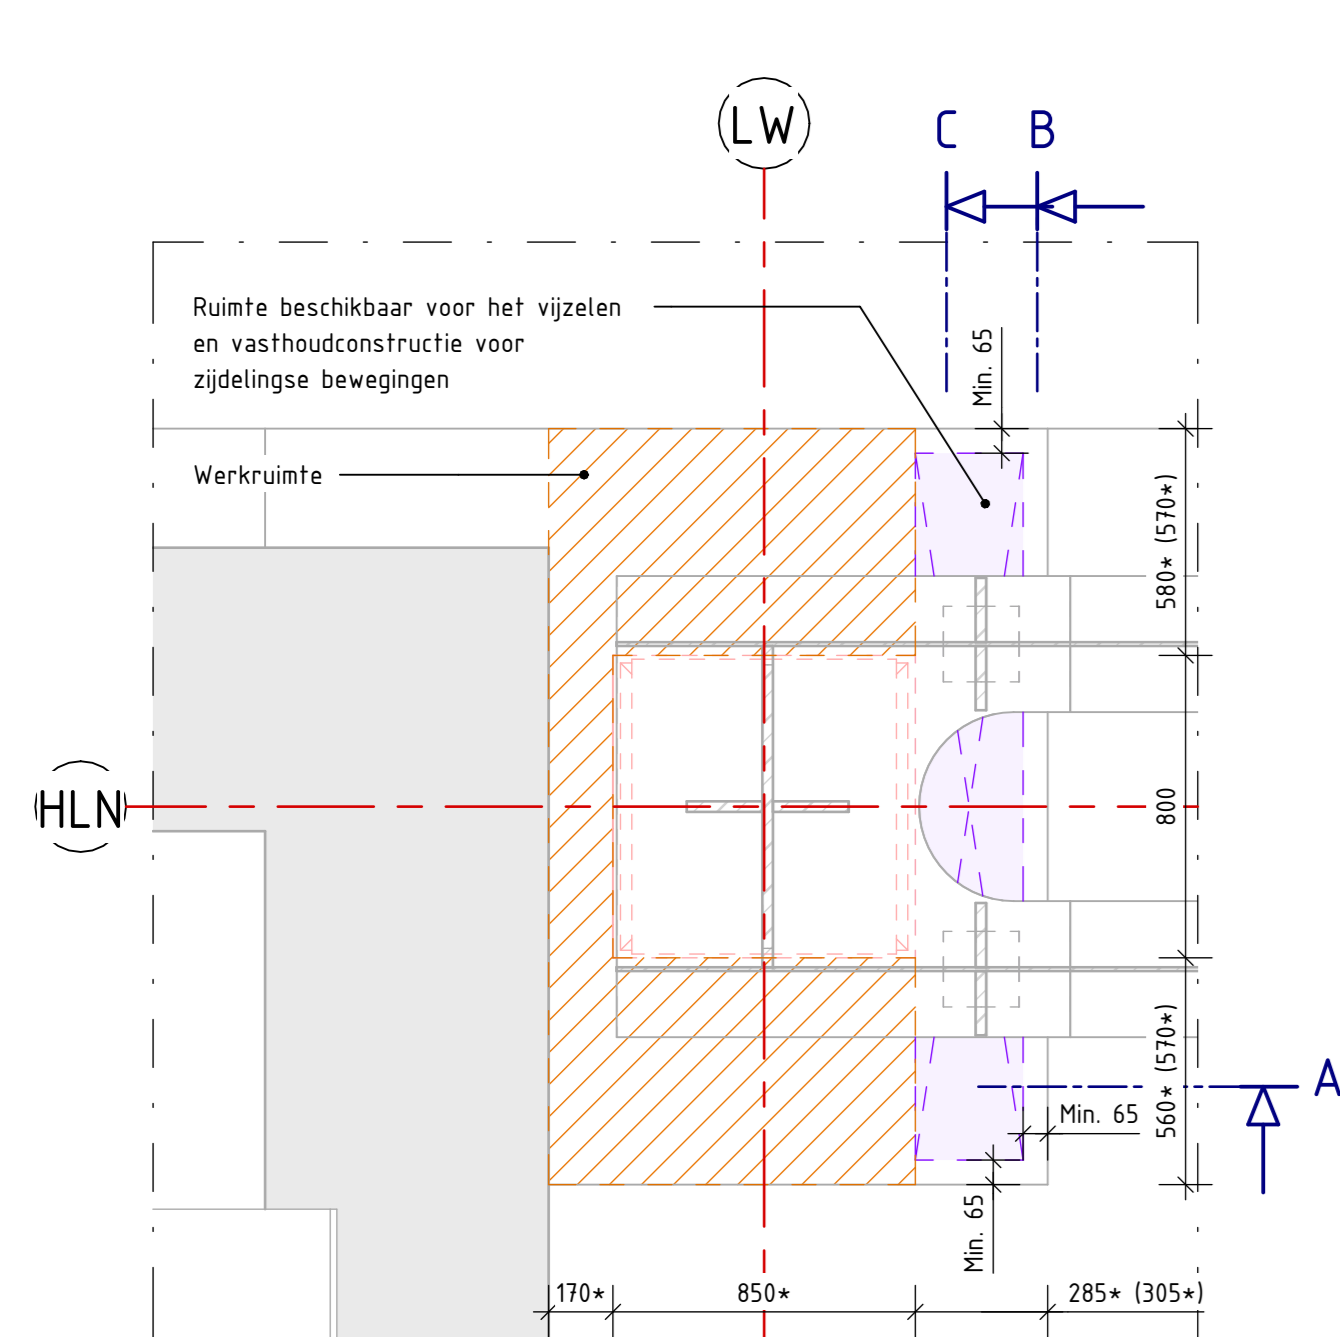 LW
C
B
Ruimte beschikbaar voor het vijzelen
en vasthoudconstructie voor
zijdelingse bewegingen
Min. 65
Werkruimte
580* (570*)
HLN
800
560* (570*)
A
Min. 65
Min. 65
170*
850*
285* (305*)